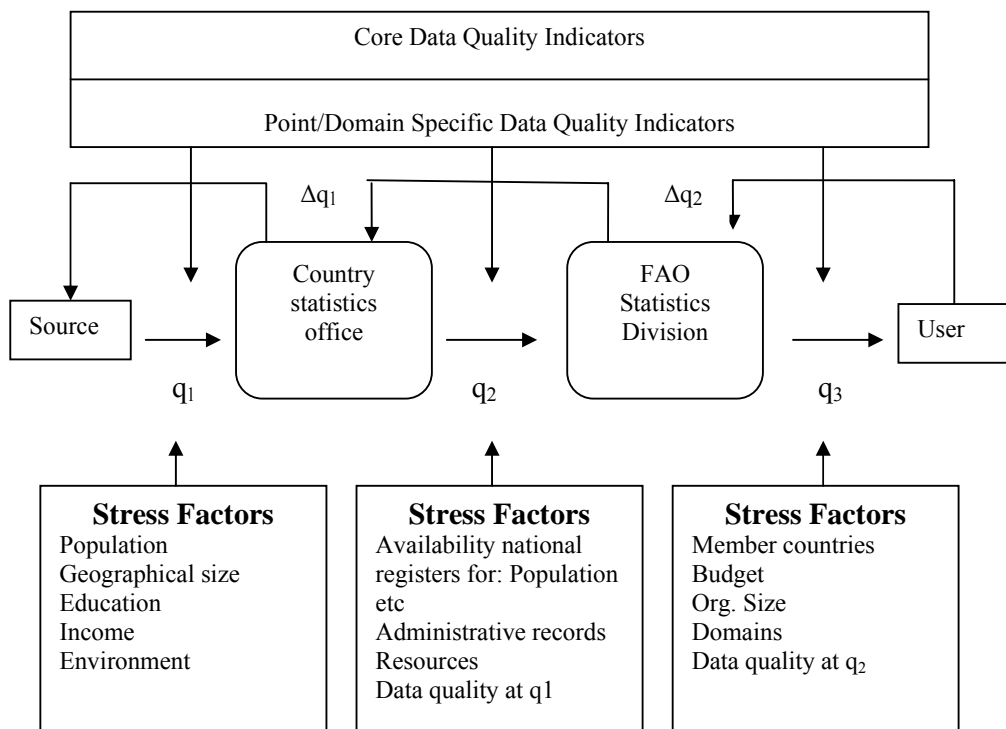 Core Data Quality Indicators
Point/Domain Specific Data Quality Indicators
Δq₁
Δq₂
Source
Country
statistics
office
FAO
Statistics
Division
User
q₁
q₂
q₃
Stress Factors
Population
Geographical size
Education
Income
Environment
Stress Factors
Availability national
registers for: Population
etc
Administrative records
Resources
Data quality at q1
Stress Factors
Member countries
Budget
Org. Size
Domains
Data quality at q₂